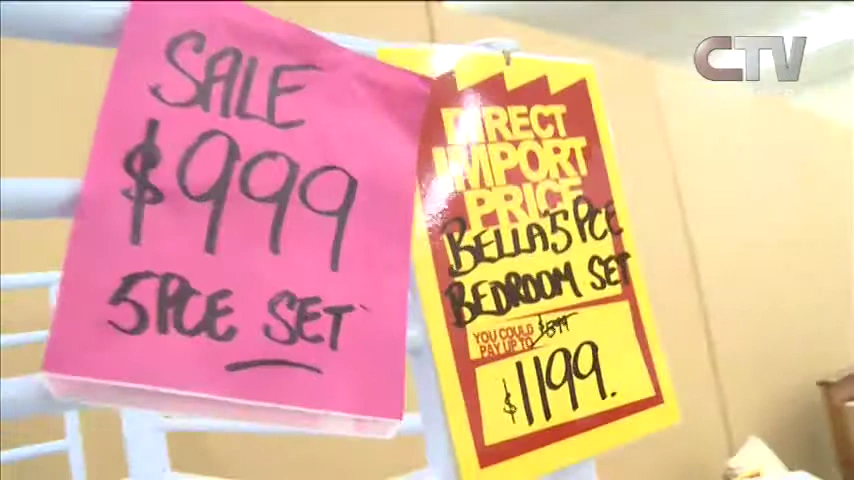 SALE
$999
5PCE SET
DIRECT
IMPORT
PRICE
BELLA 5PCE
BEDROOM SET
YOU COULD
PAY UP TO
$1199.
CTV